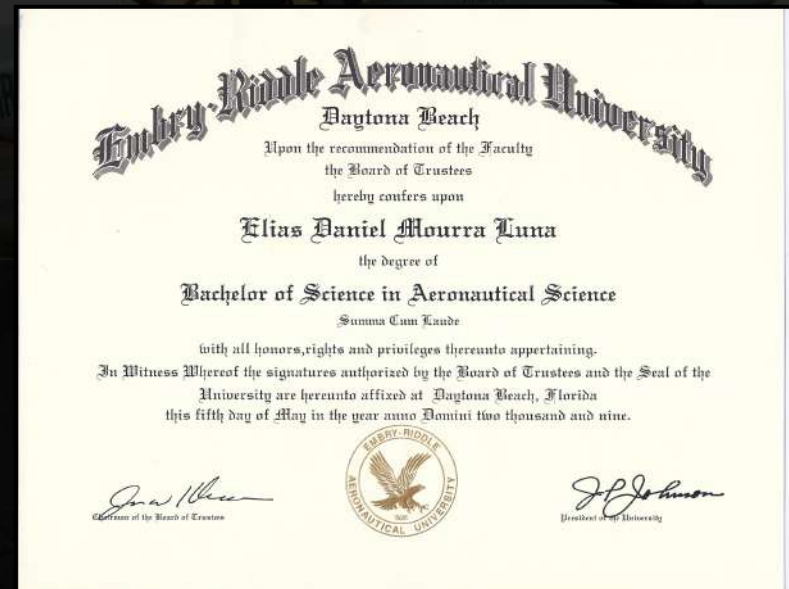 Embry-Riddle Aeronautical University
Daytona Beach
Upon the recommendation of the Faculty
the Board of Trustees
hereby confers upon
Elias Daniel Mourra Luna
the degree of
Bachelor of Science in Aeronautical Science
Summa Cum Laude
with all honors,rights and privileges thereunto appertaining.
In Witness Whereof the signatures authorized by the Board of Trustees and the Seal of the
University are hereunto affixed at Daytona Beach, Florida
this fifth day of May in the year anno Domini two thousand and nine.
EMBRY-RIDDLE
AERONAUTICAL UNIVERSITY
Chairman of the Board of Trustees
J P Johnson
President of the University